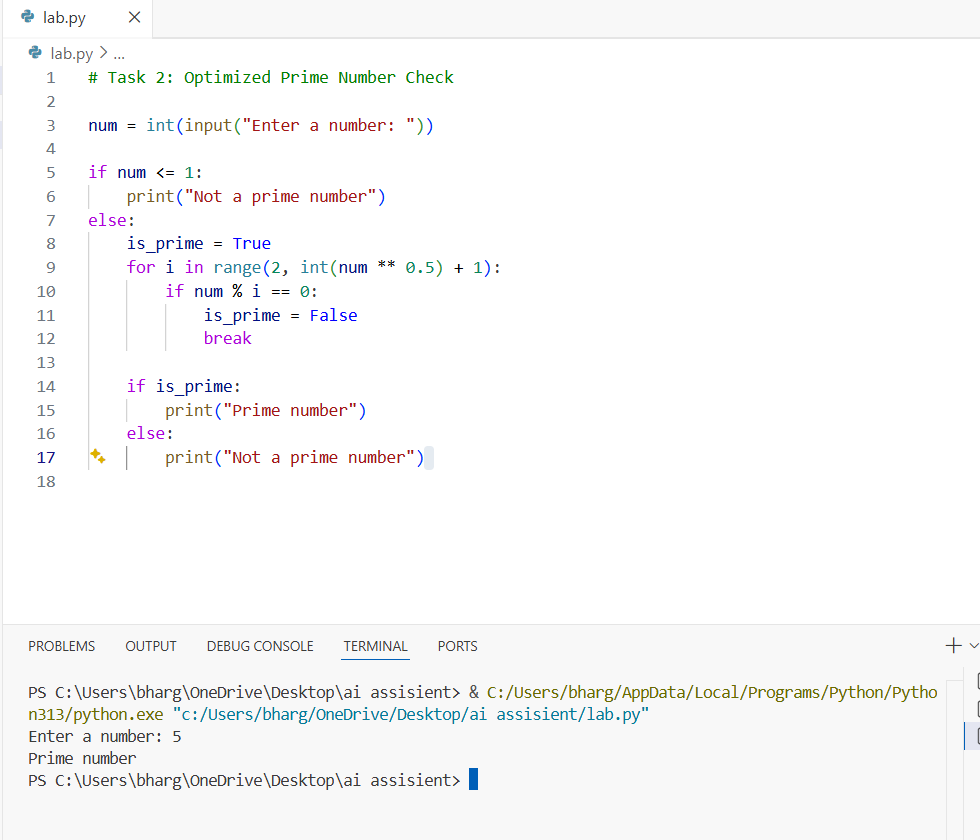 lab.py
lab.py > ...
1 # Task 2: Optimized Prime Number Check
2
3 num = int(input("Enter a number: "))
4
5 if num <= 1:
6     print("Not a prime number")
7 else:
8     is_prime = True
9     for i in range(2, int(num ** 0.5) + 1):
10         if num % i == 0:
11             is_prime = False
12             break
13
14     if is_prime:
15         print("Prime number")
16     else:
17         print("Not a prime number")
18
PROBLEMS OUTPUT DEBUG CONSOLE TERMINAL PORTS
PS C:\Users\bharg\OneDrive\Desktop\ai assisient> & C:/Users/bharg/AppData/Local/Programs/Python/Pytho
n313/python.exe "c:/Users/bharg/OneDrive/Desktop/ai assisient/lab.py"
Enter a number: 5
Prime number
PS C:\Users\bharg\OneDrive\Desktop\ai assisient>